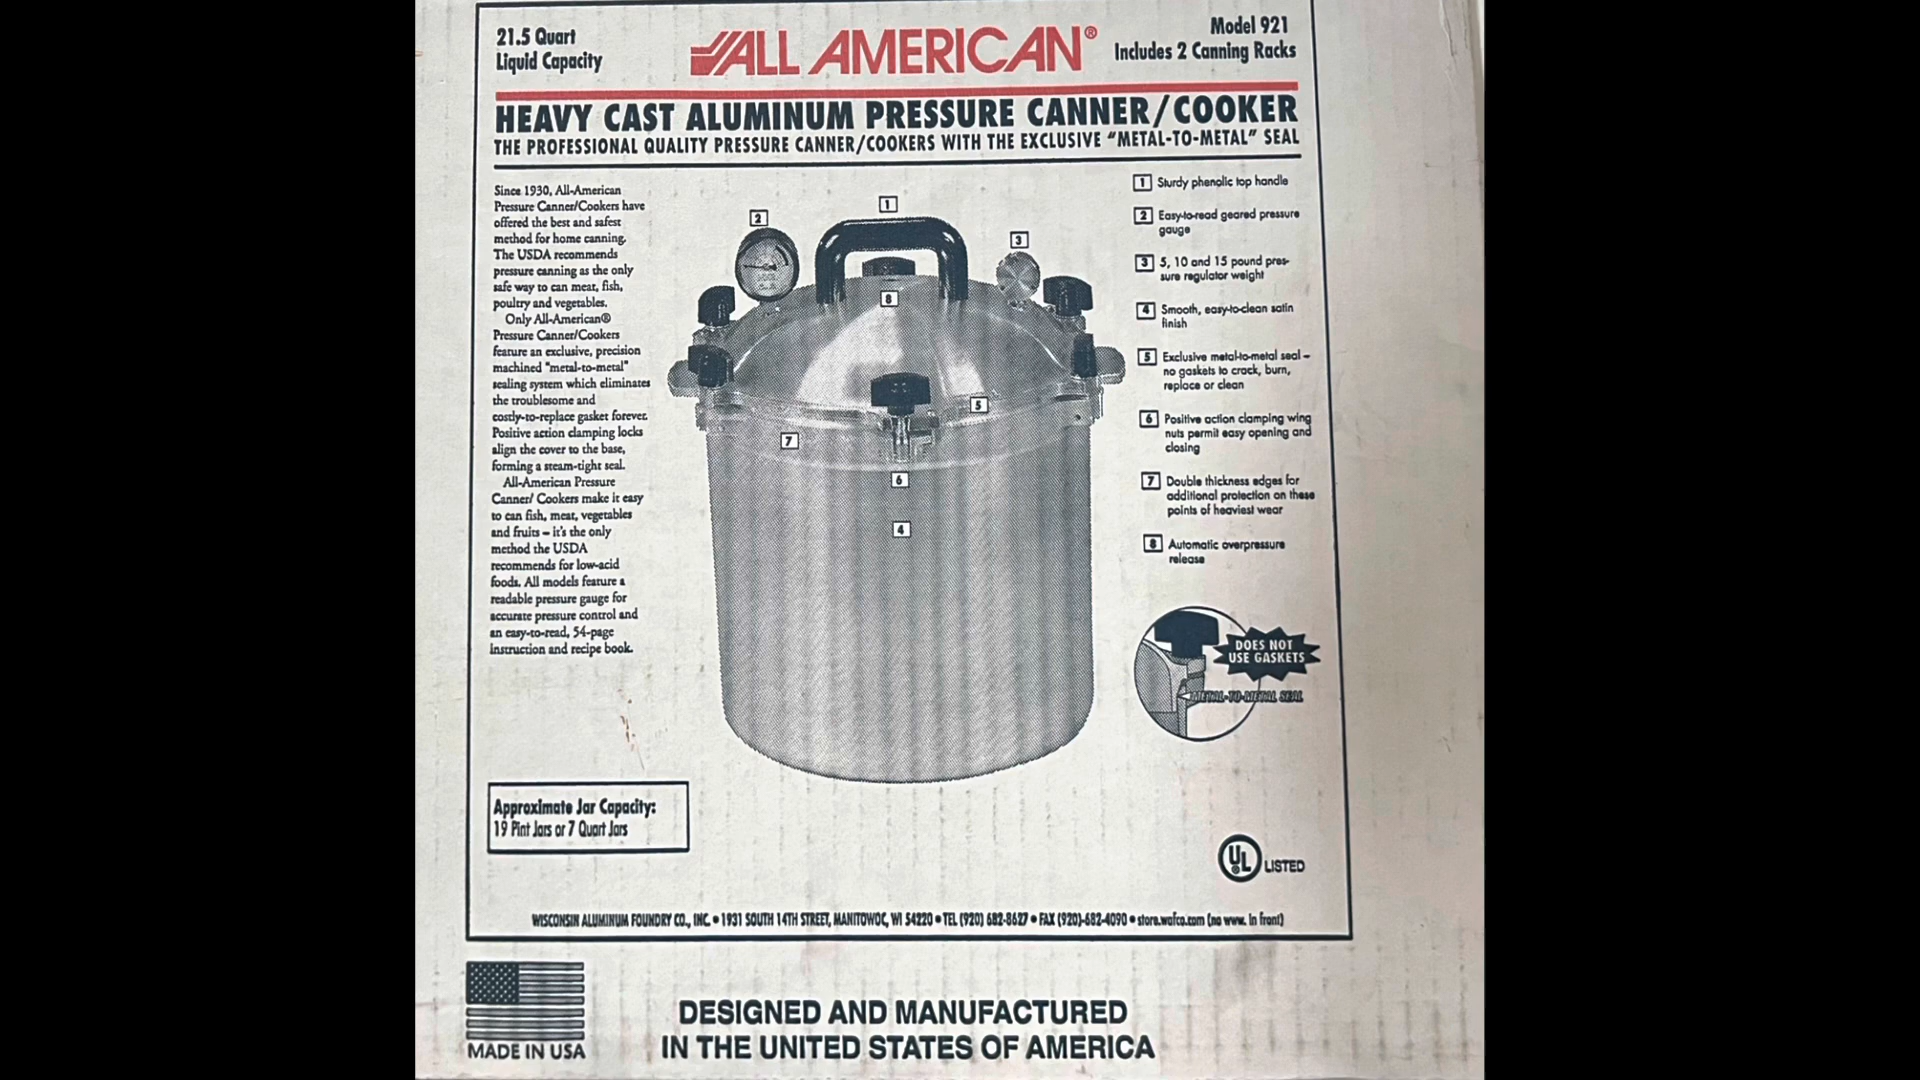 21.5 Quart
Liquid Capacity
ALL AMERICAN®
Model 921
Includes 2 Canning Racks
HEAVY CAST ALUMINUM PRESSURE CANNER/COOKER
THE PROFESSIONAL QUALITY PRESSURE CANNER/COOKERS WITH THE EXCLUSIVE "METAL-TO-METAL" SEAL
Since 1930, All-American
Pressure Canner/Cookers have
offered the best and safest
method for home canning.
The USDA recommends
pressure canning as the only
safe way to can meat, fish,
poultry and vegetables.
Only All-American®
Pressure Canner/Cookers
feature an exclusive, precision
machined "metal-to-metal"
sealing system which eliminates
the troublesome and
costly-to-replace gasket forever.
Positive action clamping locks
align the cover to the base,
forming a steam-tight seal.
All-American Pressure
Canner/ Cookers make it easy
to can fish, meat, vegetables
and fruits – it's the only
method the USDA
recommends for low-acid
foods. All models feature a
readable pressure gauge for
accurate pressure control and
an easy-to-read, 54-page
instruction and recipe book.
1
2
3
8
5
7
6
4
1 Sturdy phenolic top handle
2 Easy-to-read geared pressure
gauge
3 5, 10 and 15 pound pres-
sure regulator weight
4 Smooth, easy-to-clean satin
finish
5 Exclusive metal-to-metal seal –
no gaskets to crack, burn,
replace or clean
6 Positive action clamping wing
nuts permit easy opening and
closing
7 Double thickness edges for
additional protection on these
points of heaviest wear
8 Automatic overpressure
release
DOES NOT
USE GASKETS
METAL-TO-METAL SEAL
Approximate Jar Capacity:
19 Pint Jars or 7 Quart Jars
UL LISTED
WISCONSIN ALUMINUM FOUNDRY CO., INC. • 1931 SOUTH 14TH STREET, MANITOWOC, WI 54220 • TEL (920) 682-8627 • FAX (920)-682-4090 • store.wafco.com (no www. in front)
MADE IN USA
DESIGNED AND MANUFACTURED
IN THE UNITED STATES OF AMERICA